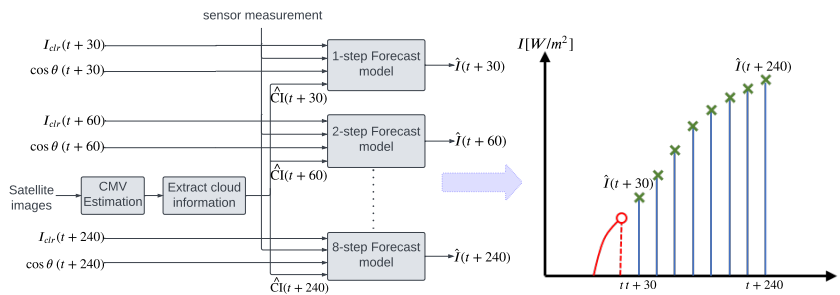 sensor measurement
I_clr(t + 30)
cos θ (t + 30)
1-step Forecast
model
Î(t + 30)
ĈI(t + 30)
I_clr(t + 60)
cos θ (t + 60)
2-step Forecast
model
Î(t + 60)
ĈI(t + 60)
Satellite
images
CMV
Estimation
Extract cloud
information
I_clr(t + 240)
cos θ (t + 240)
8-step Forecast
model
Î(t + 240)
ĈI(t + 240)
I[W/m²]
Î(t + 240)
Î(t + 30)
t t + 30
t + 240